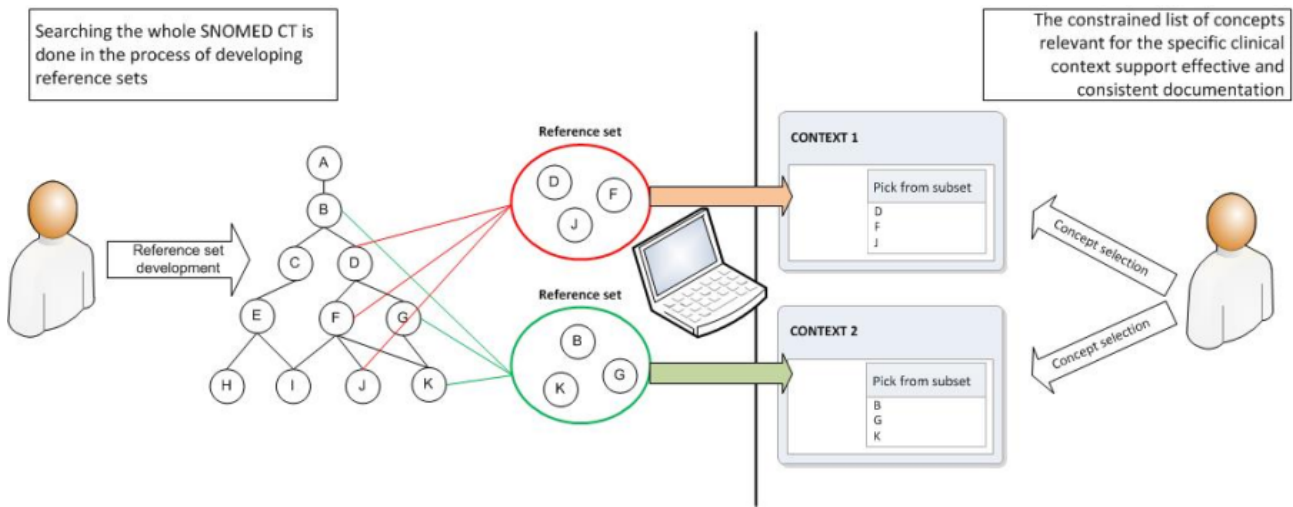 Searching the whole SNOMED CT is
done in the process of developing
reference sets
The constrained list of concepts
relevant for the specific clinical
context support effective and
consistent documentation
Reference set
development
A
B
C
D
E
F
G
H
I
J
K
Reference set
D
F
J
Reference set
B
K
G
CONTEXT 1
Pick from subset
D
F
J
CONTEXT 2
Pick from subset
B
G
K
Concept selection
Concept selection